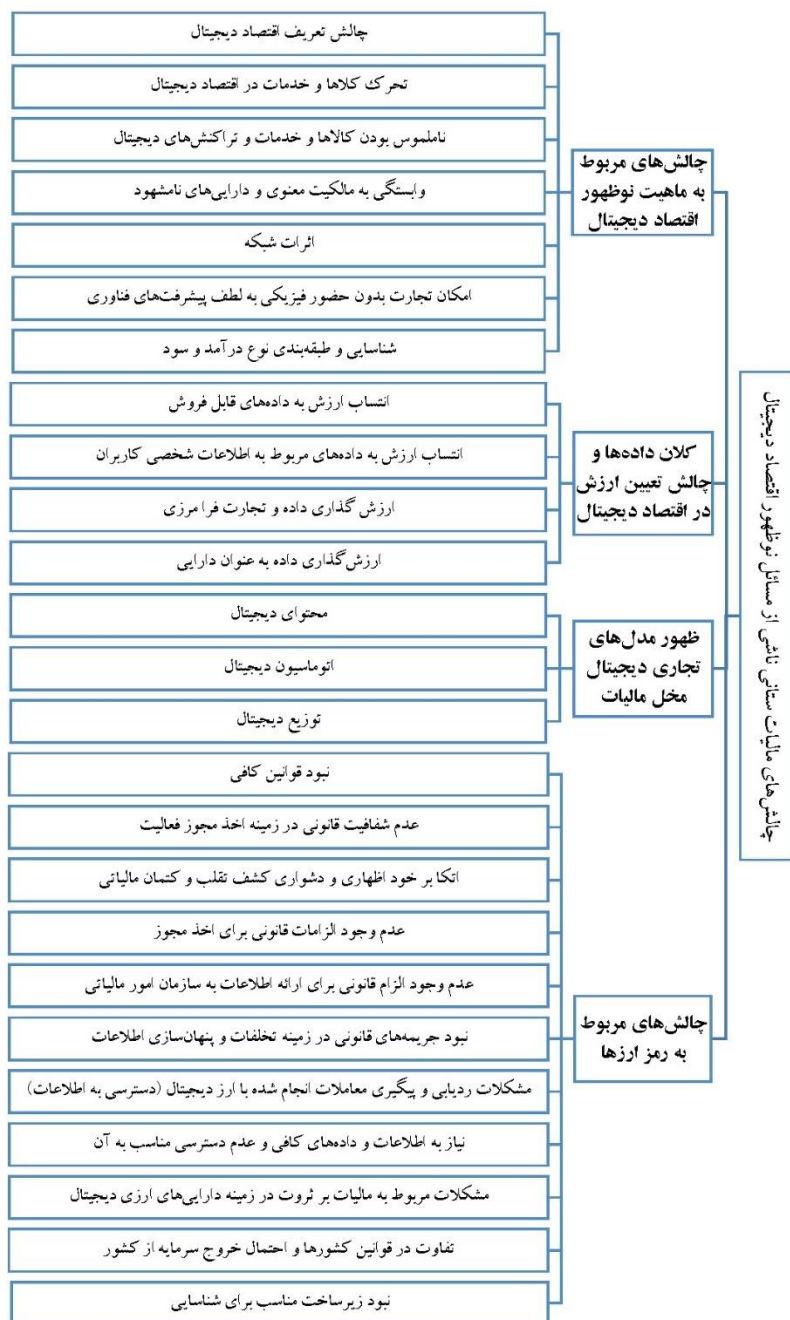 چالش‌های مالیات ستانی ناشی از مسائل نوظهور اقتصاد دیجیتال
چالش‌های مربوط
به ماهیت نوظهور
اقتصاد دیجیتال
چالش تعریف اقتصاد دیجیتال
تحرک کلاها و خدمات در اقتصاد دیجیتال
ناملموس بودن کالاها و خدمات و تراکنش‌های دیجیتال
وابستگی به مالکیت معنوی و دارایی‌های نامشهود
اثرات شبکه
امکان تجارت بدون حضور فیزیکی به لطف پیشرفت‌های فناوری
شناسایی و طبقه‌بندی نوع درآمد و سود
کلان داده‌ها و
چالش تعیین ارزش
در اقتصاد دیجیتال
انتساب ارزش به داده‌های قابل فروش
انتساب ارزش به داده‌های مربوط به اطلاعات شخصی کاربران
ارزش گذاری داده و تجارت فرا مرزی
ارزش‌گذاری داده به عنوان دارایی
ظهور مدل‌های
تجاری دیجیتال
مخل مالیات
محتوای دیجیتال
اتوماسیون دیجیتال
توزیع دیجیتال
چالش‌های مربوط
به رمز ارزها
نبود قوانین کافی
عدم شفافیت قانونی در زمینه اخذ مجوز فعالیت
اتکا بر خود اظهاری و دشواری کشف تقلب و کتمان مالیاتی
عدم وجود الزامات قانونی برای اخذ مجوز
عدم وجود الزام قانونی برای ارائه اطلاعات به سازمان امور مالیاتی
نبود جریمه‌های قانونی در زمینه تخلفات و پنهان‌سازی اطلاعات
مشکلات ردیابی و پیگیری معاملات انجام شده با ارز دیجیتال (دسترسی به اطلاعات)
نیاز به اطلاعات و داده‌های کافی و عدم دسترسی مناسب به آن
مشکلات مربوط به مالیات بر ثروت در زمینه دارایی‌های ارزی دیجیتال
تفاوت در قوانین کشورها و احتمال خروج سرمایه از کشور
نبود زیرساخت مناسب برای شناسایی